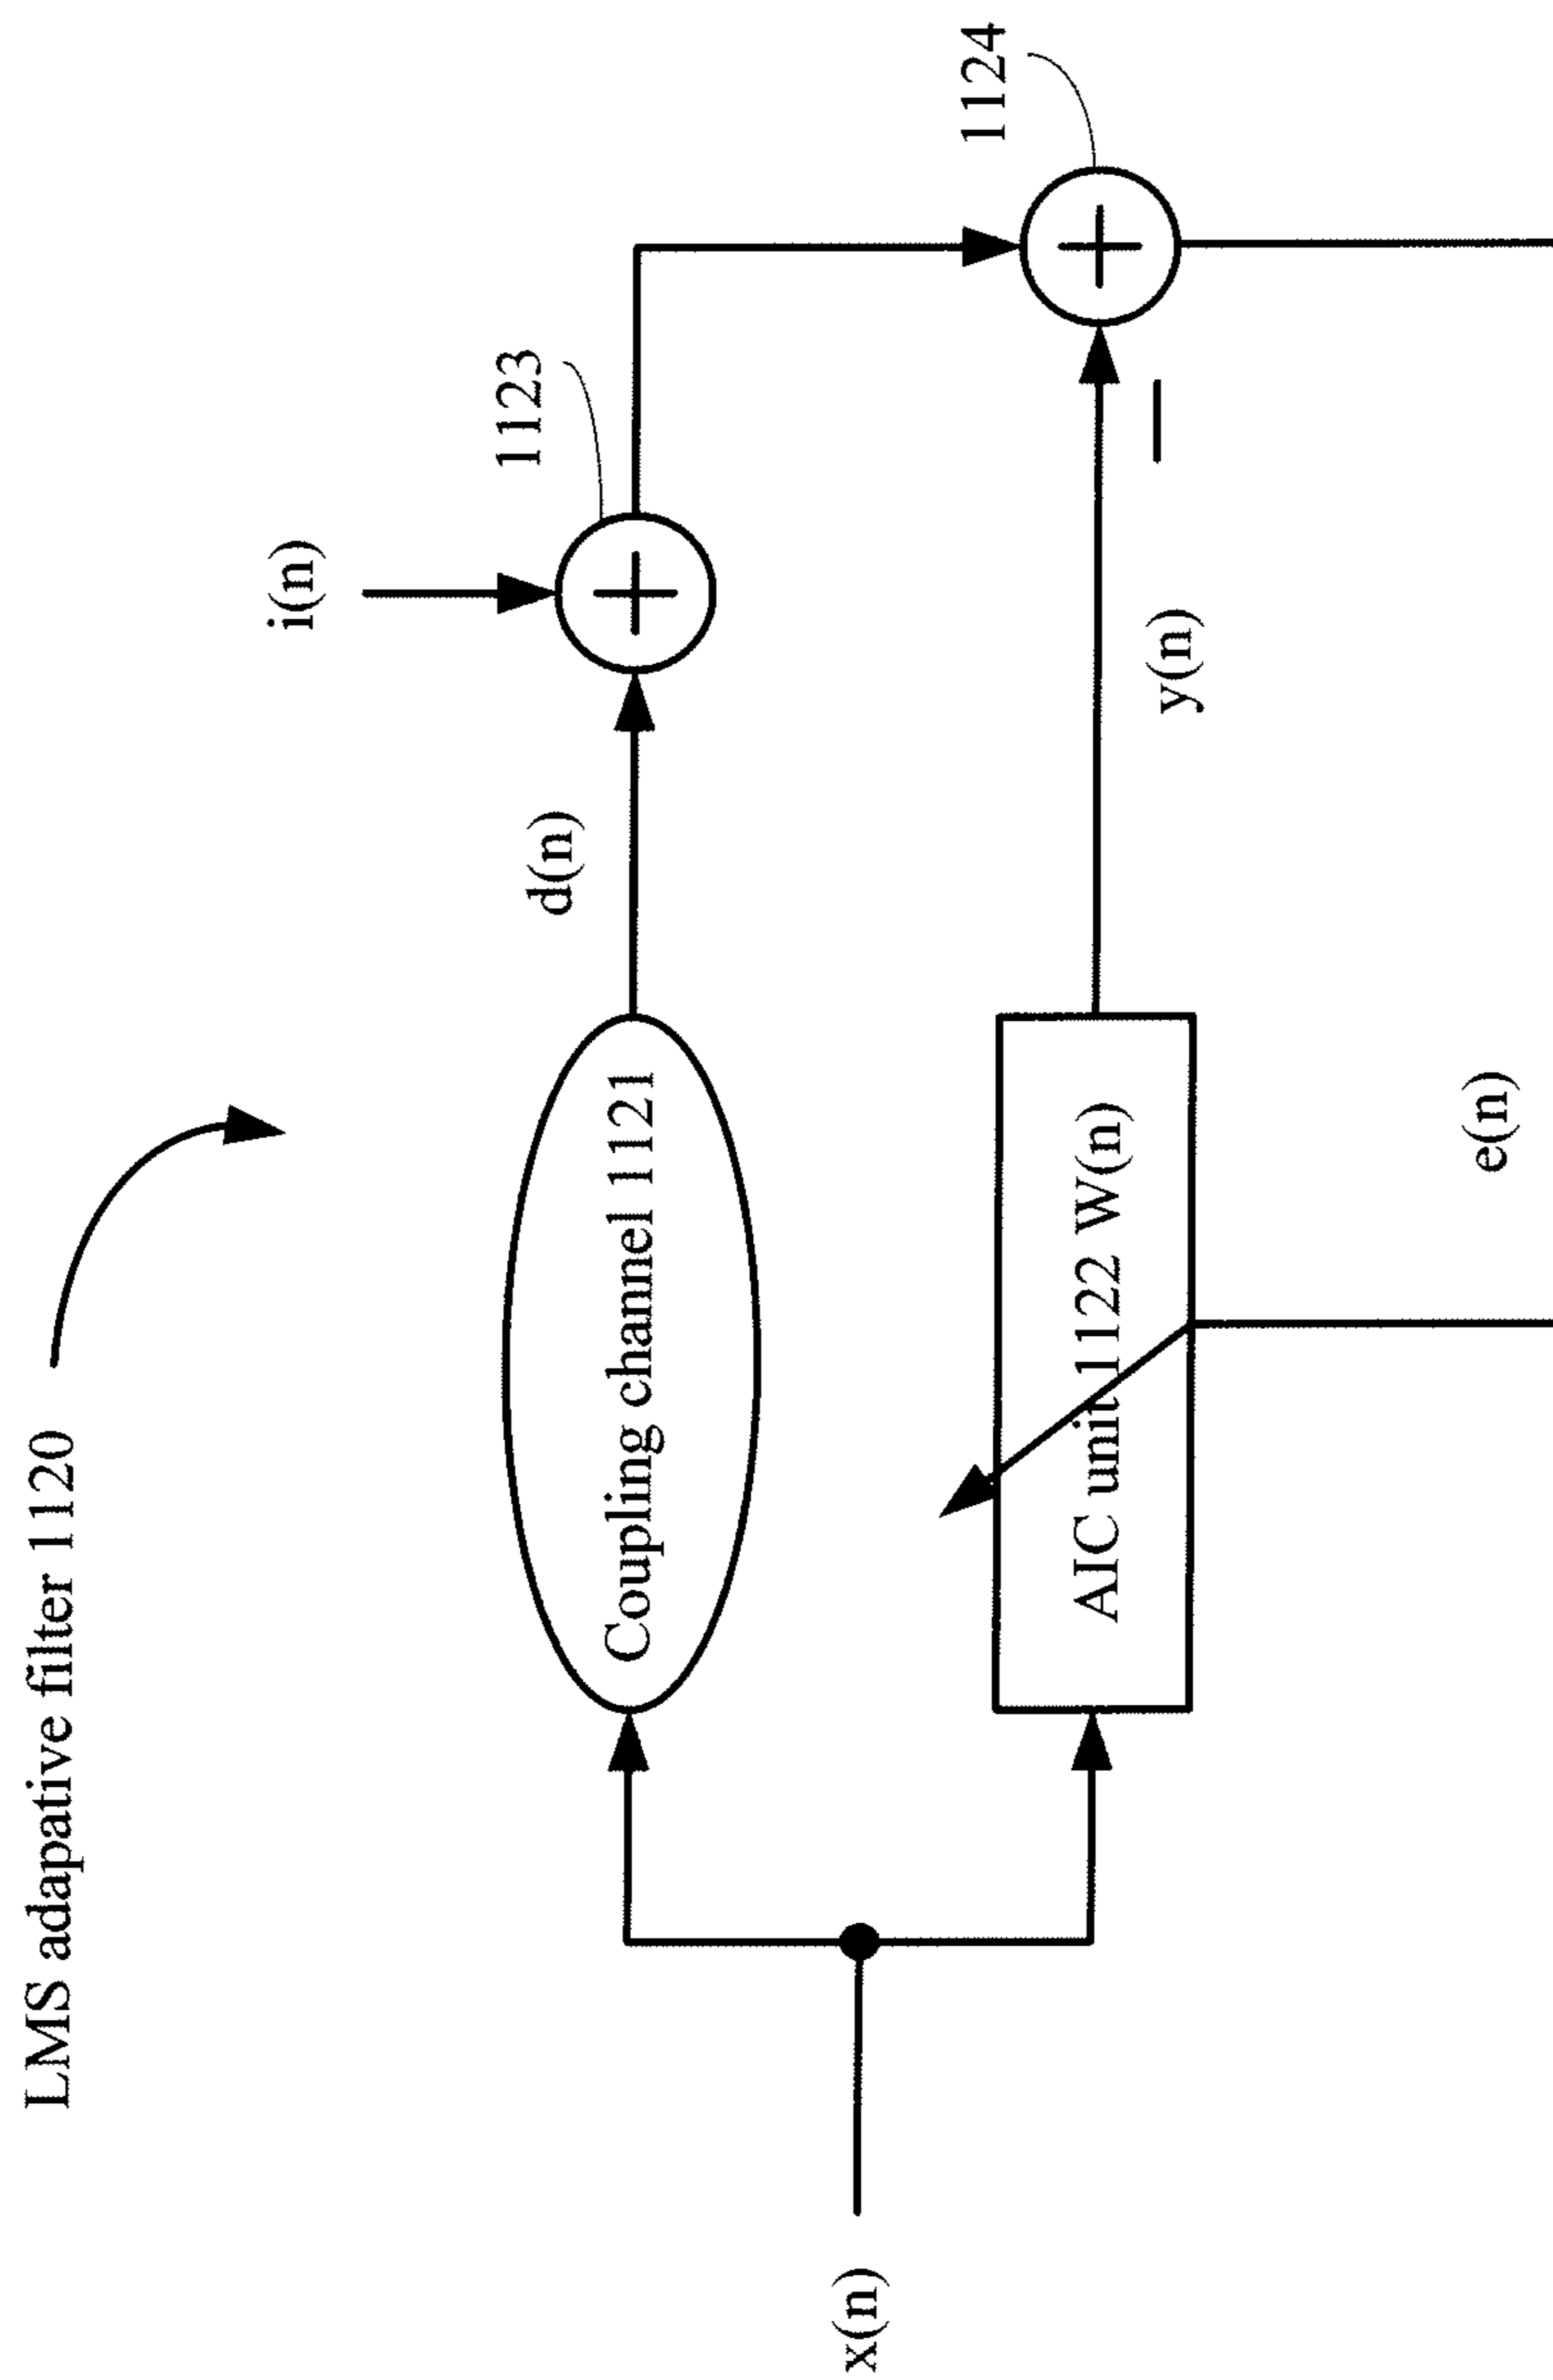 LMS adapative filter 1120
i(n)
1123
d(n)
Coupling channel 1121
1124
x(n)
AIC unit 1122 W(n)
y(n)
e(n)